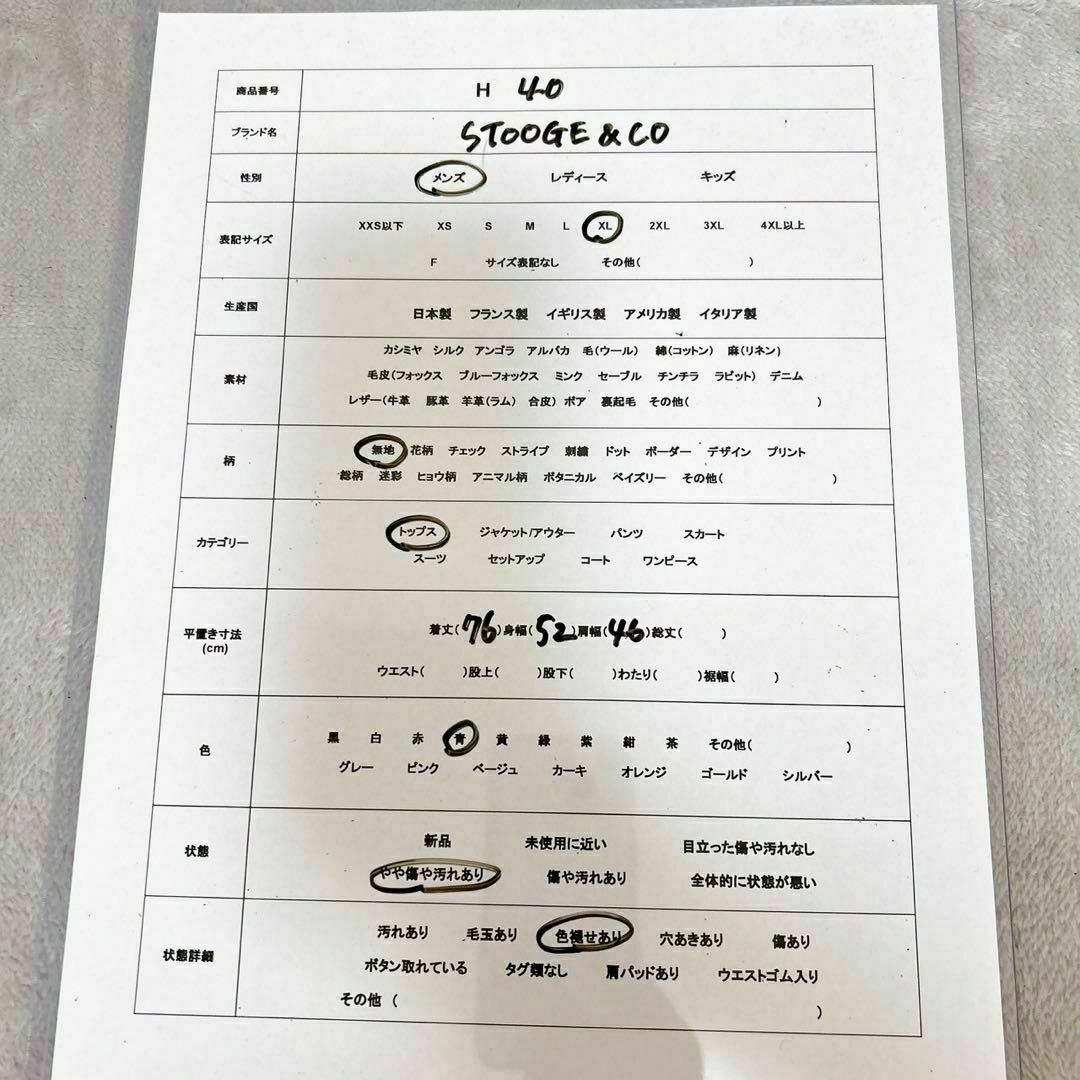 商品番号 H 40
ブランド名 STOOGE & CO
性別 メンズ レディース キッズ
表記サイズ
XXS以下 XS S M L XL 2XL 3XL 4XL以上
F サイズ表記なし その他( )
生産国 日本製 フランス製 イギリス製 アメリカ製 イタリア製
素材
カシミヤ シルク アンゴラ アルパカ 毛(ウール) 綿(コットン) 麻(リネン)
毛皮(フォックス ブルーフォックス ミンク セーブル チンチラ ラビット) デニム
レザー(牛革 豚革 羊革(ラム) 合皮) ボア 裏起毛 その他( )
柄
無地 花柄 チェック ストライプ 刺繍 ドット ボーダー デザイン プリント
総柄 迷彩 ヒョウ柄 アニマル柄 ボタニカル ペイズリー その他( )
カテゴリー
トップス ジャケット/アウター パンツ スカート
スーツ セットアップ コート ワンピース
平置き寸法
(cm)
着丈(76)身幅(52)肩幅(46)総丈( )
ウエスト( )股上( )股下( )わたり( )裾幅( )
色
黒 白 赤 青 黄 緑 紫 紺 茶 その他( )
グレー ピンク ベージュ カーキ オレンジ ゴールド シルバー
状態
新品 未使用に近い 目立った傷や汚れなし
やや傷や汚れあり 傷や汚れあり 全体的に状態が悪い
状態詳細
汚れあり 毛玉あり 色褪せあり 穴あきあり 傷あり
ボタン取れている タグ類なし 肩パッドあり ウエストゴム入り
その他 ( )